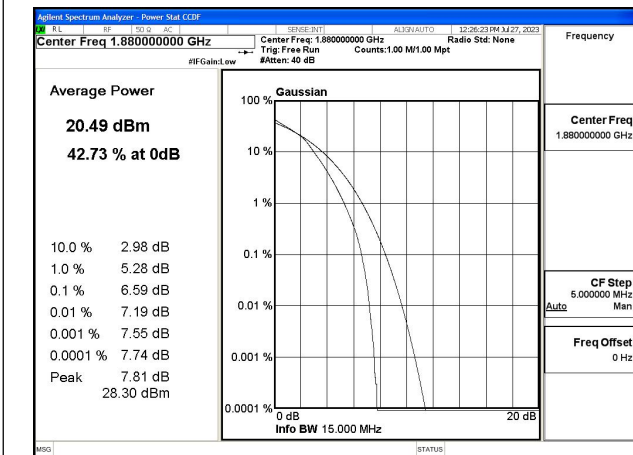 Agilent Spectrum Analyzer - Power Stat CCDF
RL RF 50 Ω AC SENSE:INT ALIGN AUTO 12:26:23 PM Jul 27, 2023
Center Freq 1.880000000 GHz
Center Freq: 1.880000000 GHz Radio Std: None
Trig: Free Run Counts:1.00 M/1.00 Mpt
#IFGain:Low #Atten: 40 dB
Frequency
Average Power
20.49 dBm
42.73 % at 0dB
10.0 % 2.98 dB
1.0 % 5.28 dB
0.1 % 6.59 dB
0.01 % 7.19 dB
0.001 % 7.55 dB
0.0001 % 7.74 dB
Peak 7.81 dB
28.30 dBm
Gaussian
100 %
10 %
1 %
0.1 %
0.01 %
0.001 %
0.0001 %
0 dB 20 dB
Info BW 15.000 MHz
Center Freq
1.880000000 GHz
CF Step
5.000000 MHz
Auto Man
Freq Offset
0 Hz
MSG STATUS